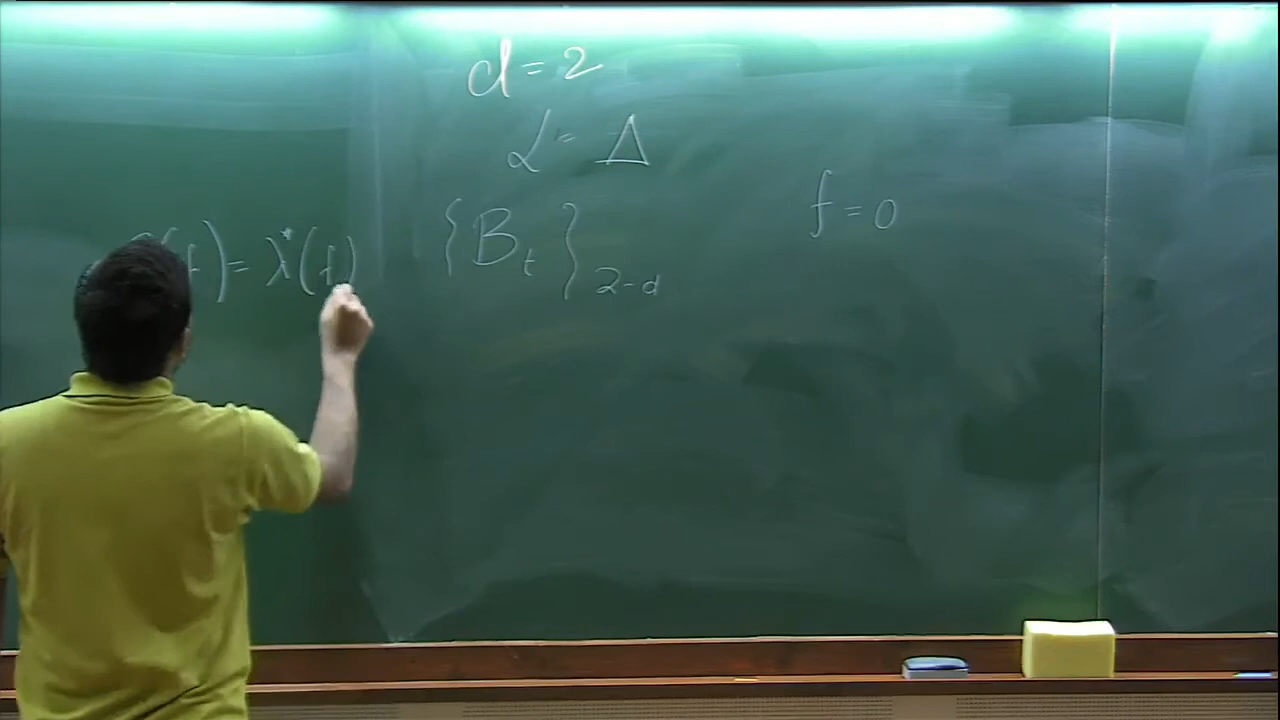 d = 2
L = Δ
{B_t}_{2-d}
f = 0
) = λ*(f)